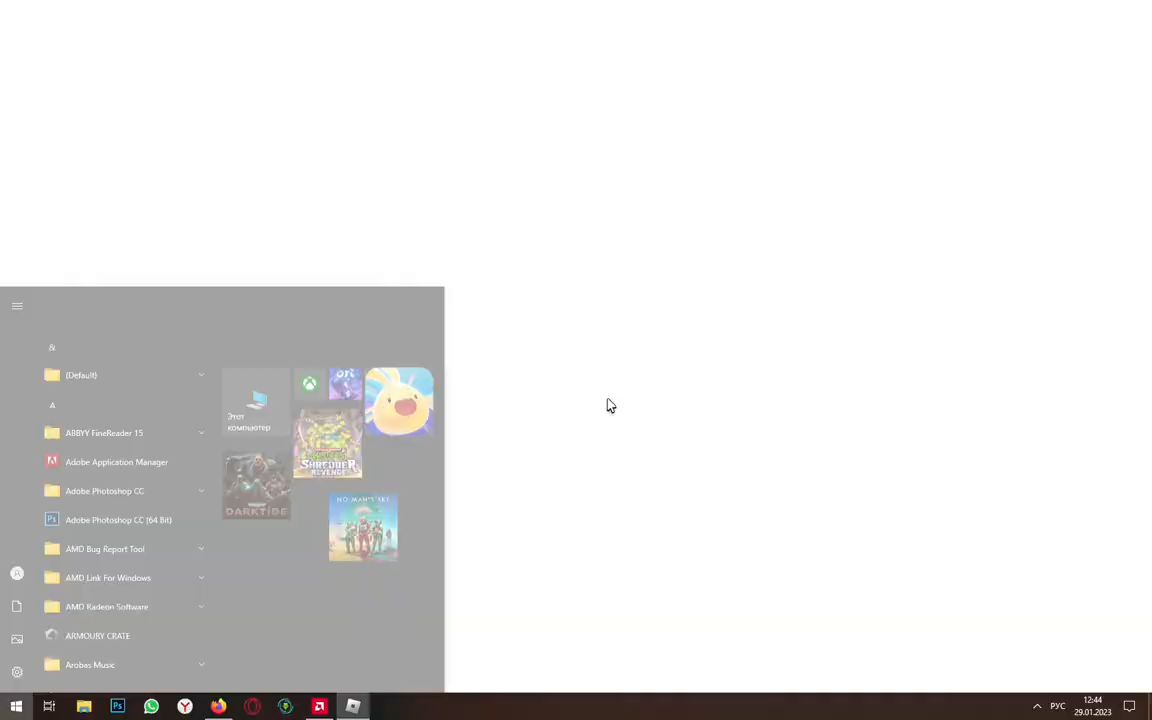 &
(Default)
A
ABBYY FineReader 15
Adobe Application Manager
Adobe Photoshop CC
Adobe Photoshop CC (64 Bit)
AMD Bug Report Tool
AMD Link For Windows
AMD Radeon Software
ARMOURY CRATE
Arobas Music
Этот
компьютер
SHREDDER'S
REVENGE
DARKTIDE
NO MAN'S SKY
Ps
Ps
Y
РУС
12:44
29.01.2023